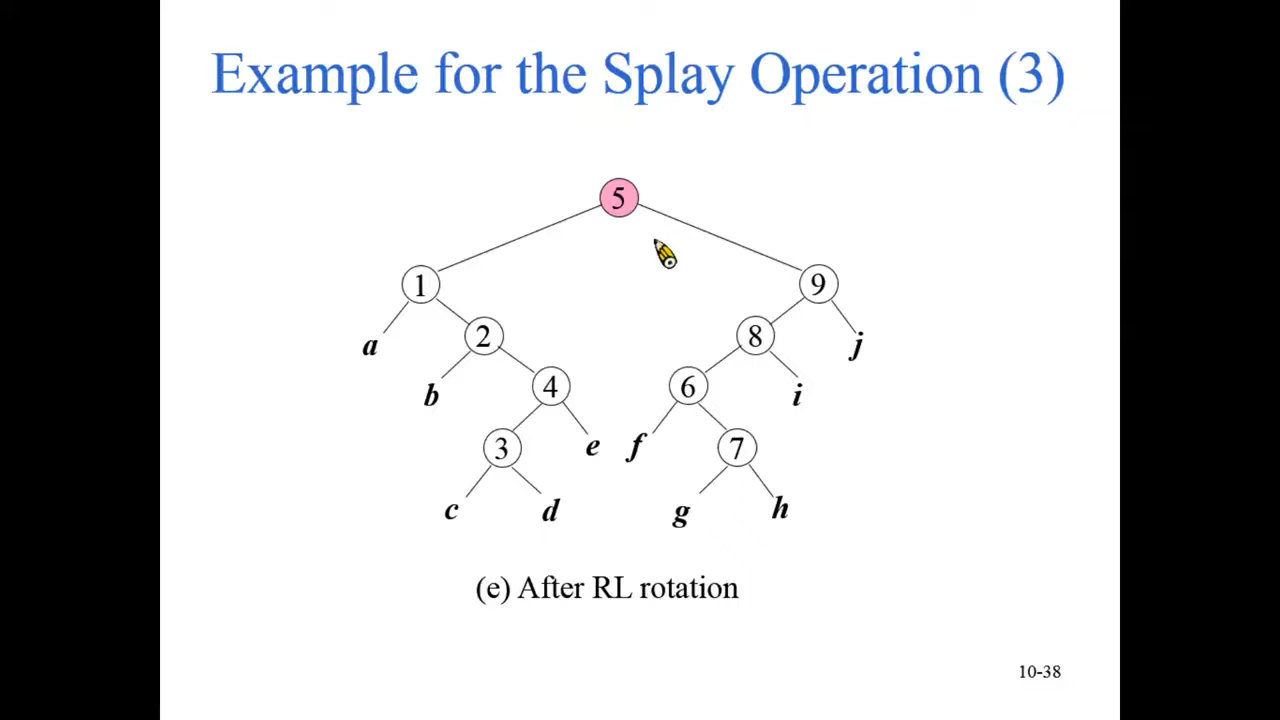 Example for the Splay Operation (3)
5
1 9
2 8
a j
4 6
b i
3 e f 7
c d g h
(e) After RL rotation
10-38